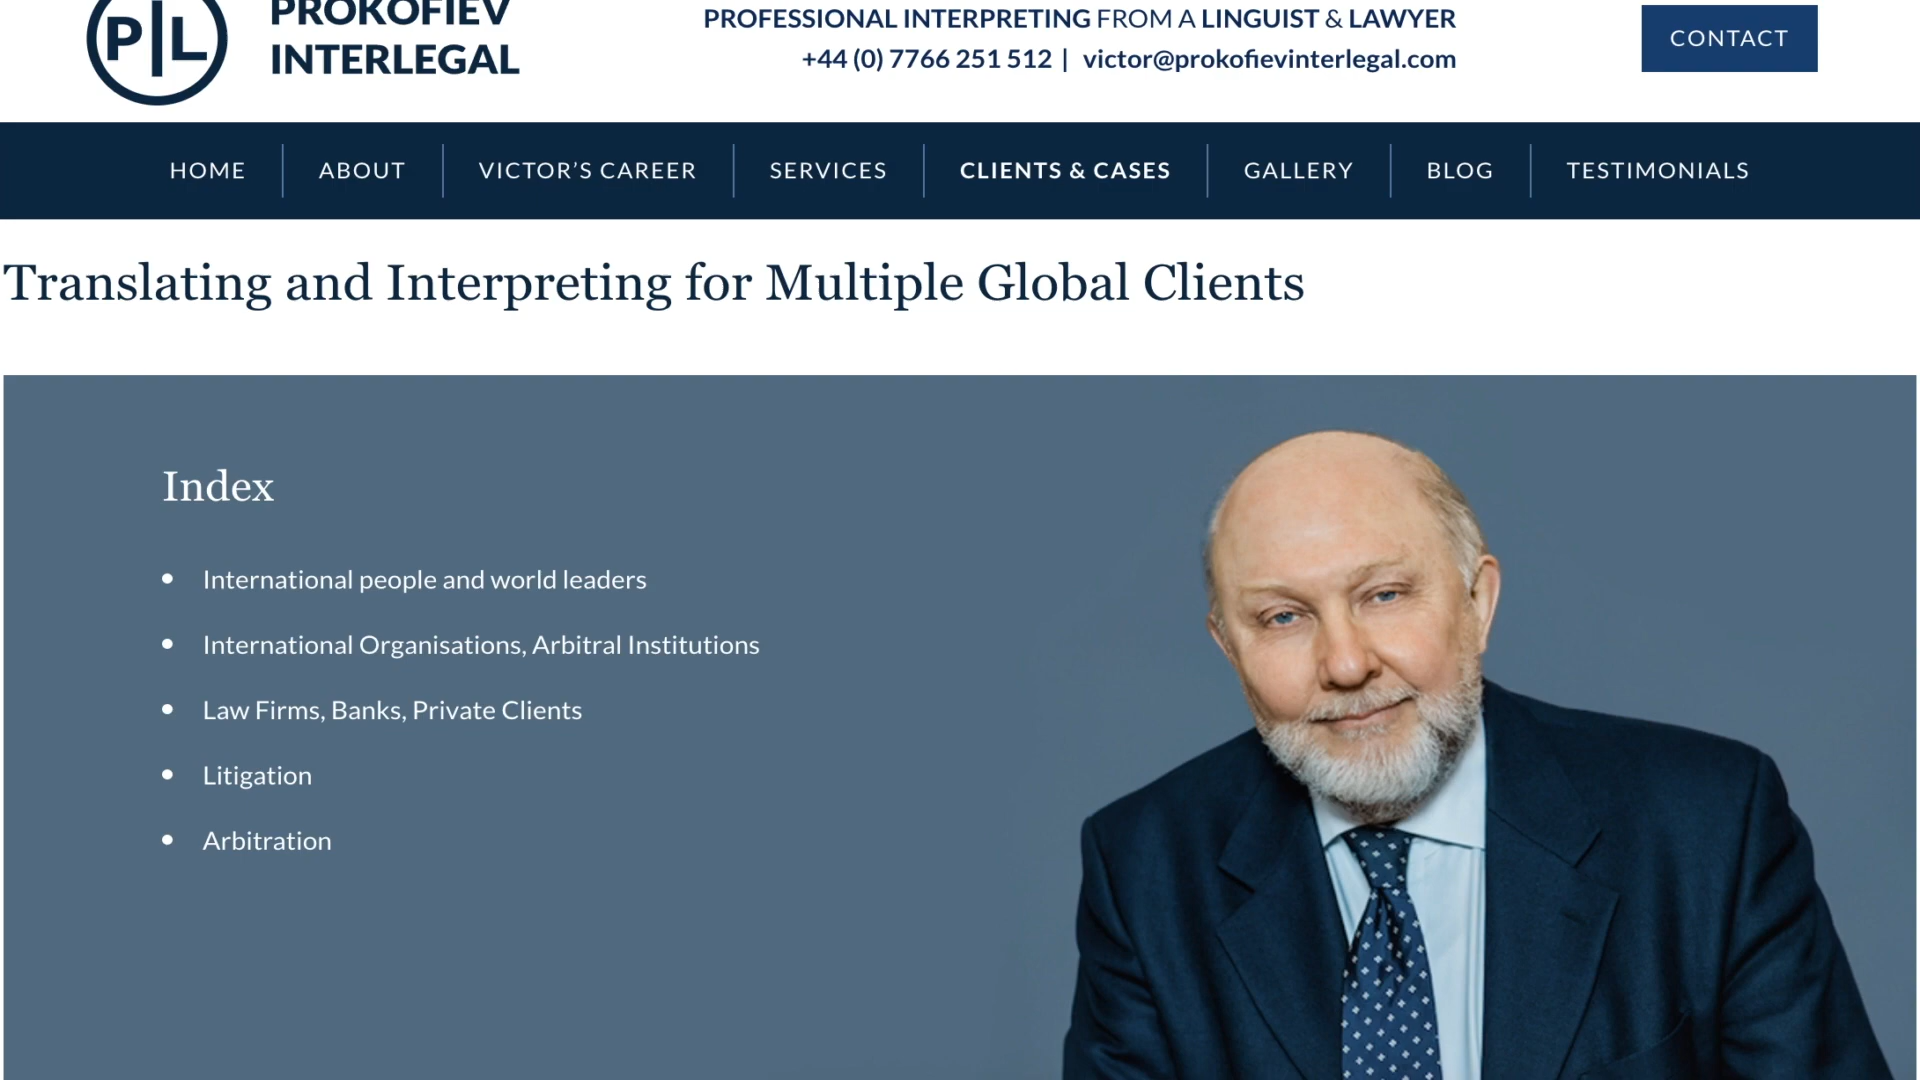 P|L
PROKOFIEV
INTERLEGAL
PROFESSIONAL INTERPRETING FROM A LINGUIST & LAWYER
+44 (0) 7766 251 512 | victor@prokofievinterlegal.com
CONTACT
HOME
ABOUT
VICTOR’S CAREER
SERVICES
CLIENTS & CASES
GALLERY
BLOG
TESTIMONIALS
Translating and Interpreting for Multiple Global Clients
Index
• International people and world leaders
• International Organisations, Arbitral Institutions
• Law Firms, Banks, Private Clients
• Litigation
• Arbitration